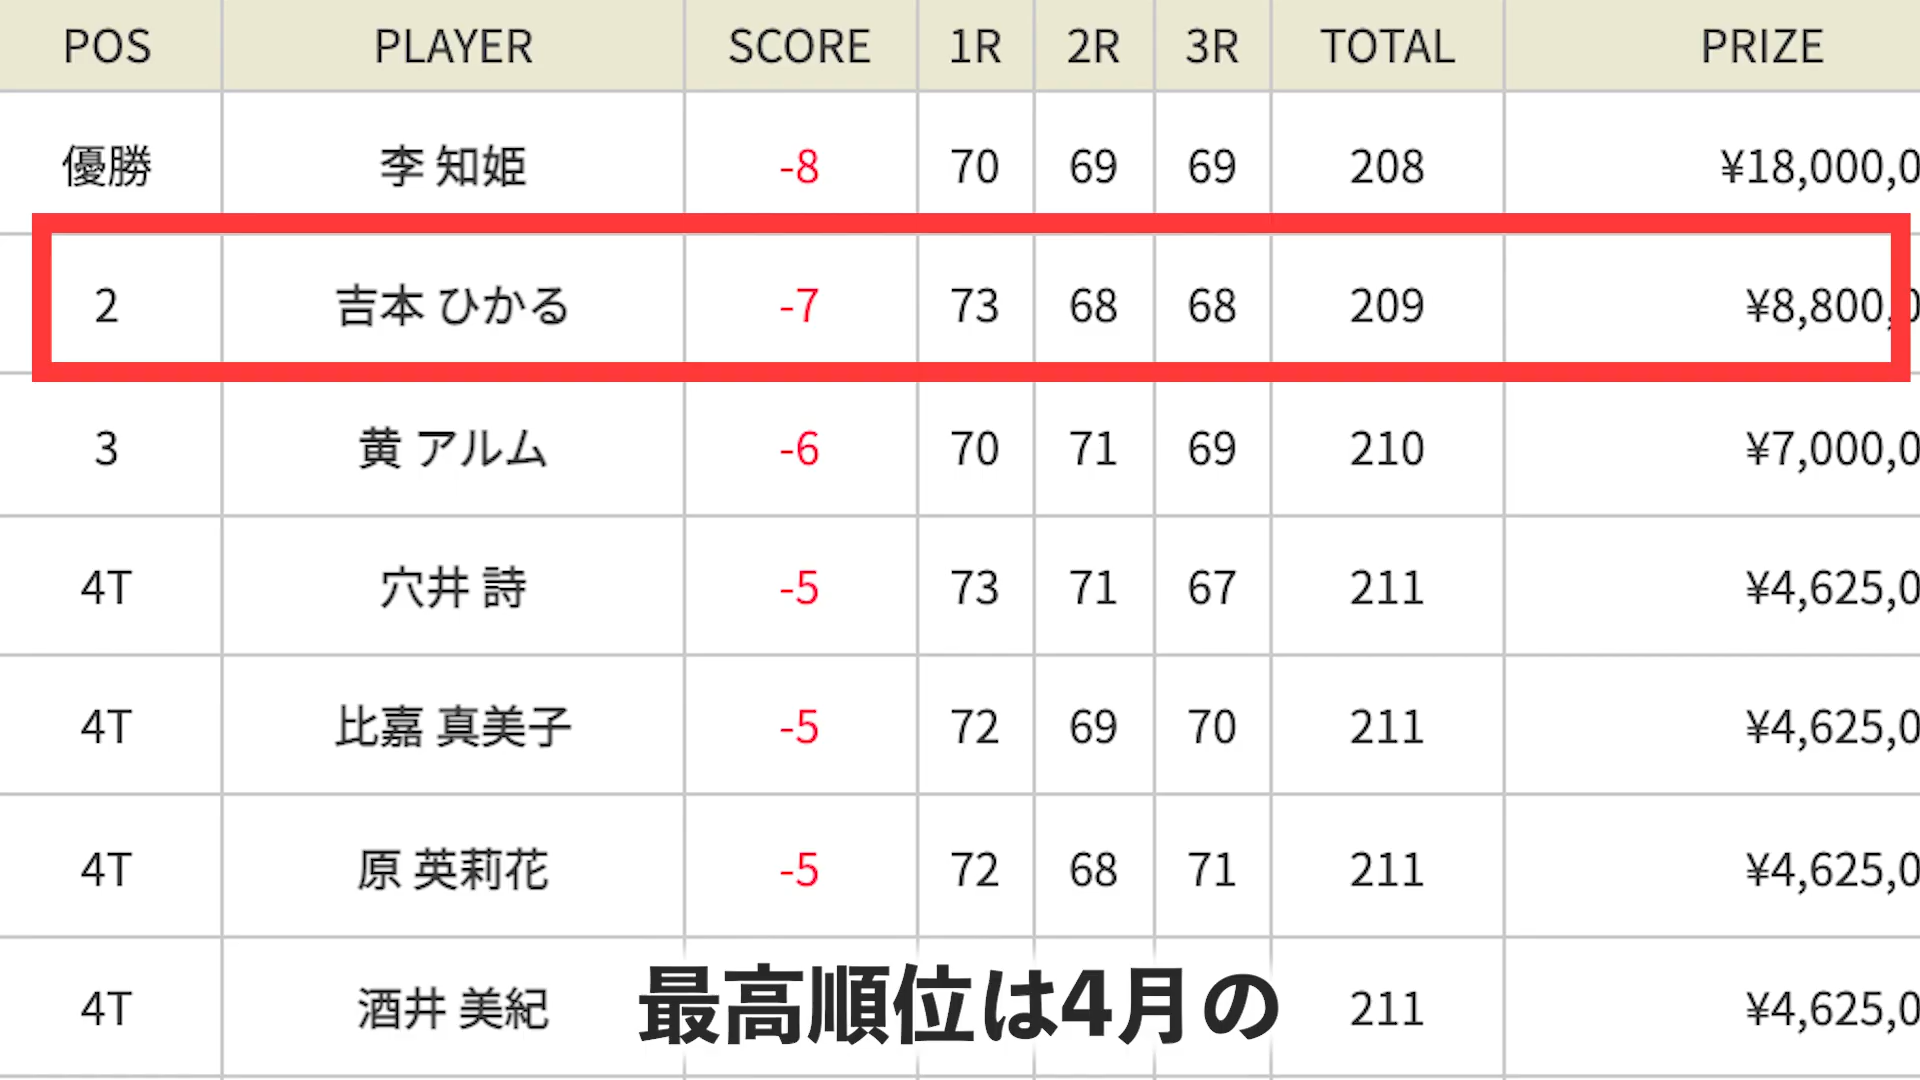 POS PLAYER SCORE 1R 2R 3R TOTAL PRIZE
優勝 李 知姫 -8 70 69 69 208 ¥18,000,0
2 吉本 ひかる -7 73 68 68 209 ¥8,800,0
3 黄 アルム -6 70 71 69 210 ¥7,000,0
4T 穴井 詩 -5 73 71 67 211 ¥4,625,0
4T 比嘉 真美子 -5 72 69 70 211 ¥4,625,0
4T 原 英莉花 -5 72 68 71 211 ¥4,625,0
4T 酒井 美紀 211 ¥4,625,0
最高順位は4月の